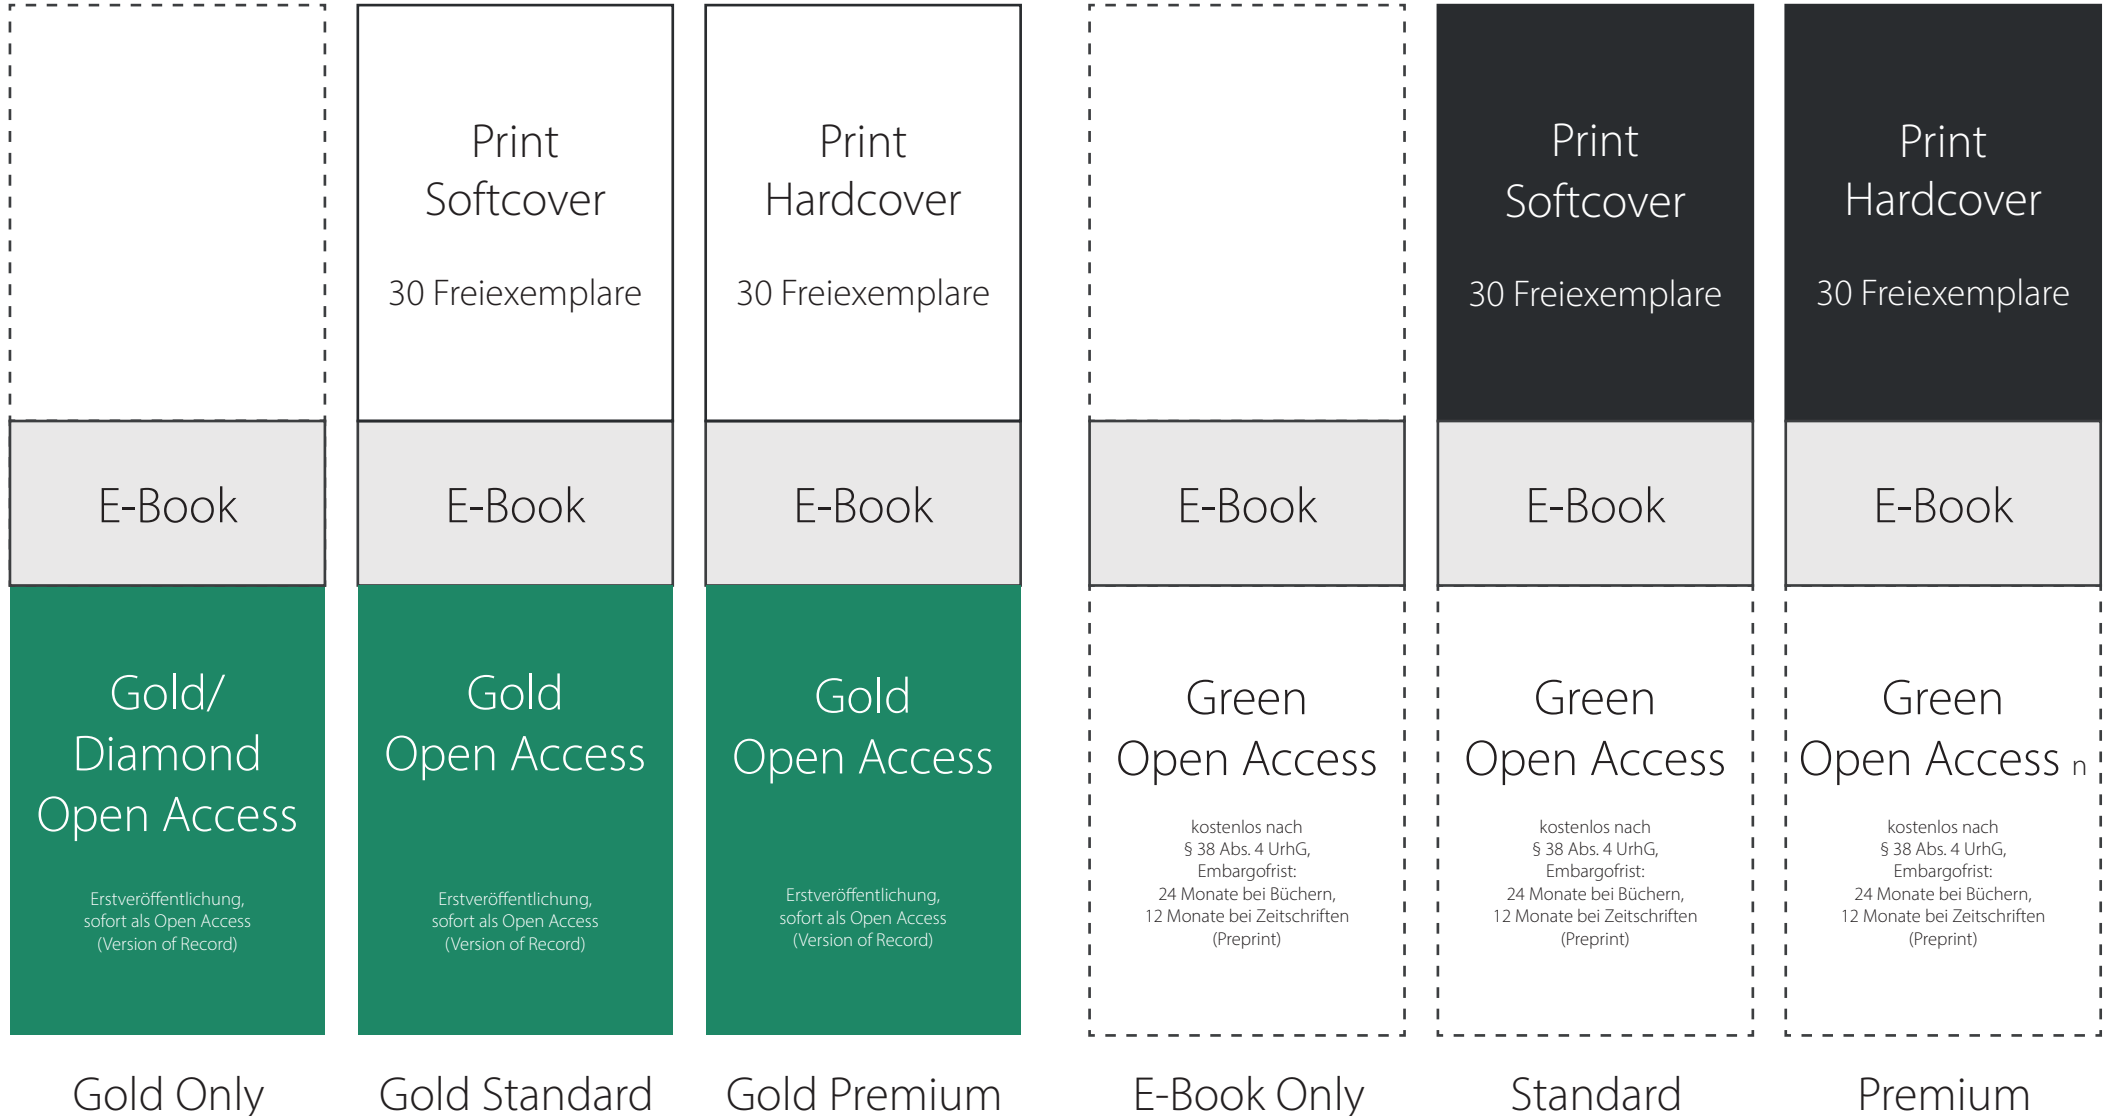 Print
Softcover
30 Freiexemplare
Print
Hardcover
30 Freiexemplare
Print
Softcover
30 Freiexemplare
Print
Hardcover
30 Freiexemplare
E-Book
E-Book
E-Book
E-Book
E-Book
E-Book
Gold/
Diamond
Open Access
Erstveröffentlichung,
sofort als Open Access
(Version of Record)
Gold
Open Access
Erstveröffentlichung,
sofort als Open Access
(Version of Record)
Gold
Open Access
Erstveröffentlichung,
sofort als Open Access
(Version of Record)
Green
Open Access
kostenlos nach
§ 38 Abs. 4 UrhG,
Embargofrist:
24 Monate bei Büchern,
12 Monate bei Zeitschriften
(Preprint)
Green
Open Access
kostenlos nach
§ 38 Abs. 4 UrhG,
Embargofrist:
24 Monate bei Büchern,
12 Monate bei Zeitschriften
(Preprint)
Green
Open Access n
kostenlos nach
§ 38 Abs. 4 UrhG,
Embargofrist:
24 Monate bei Büchern,
12 Monate bei Zeitschriften
(Preprint)
Gold Only
Gold Standard
Gold Premium
E-Book Only
Standard
Premium